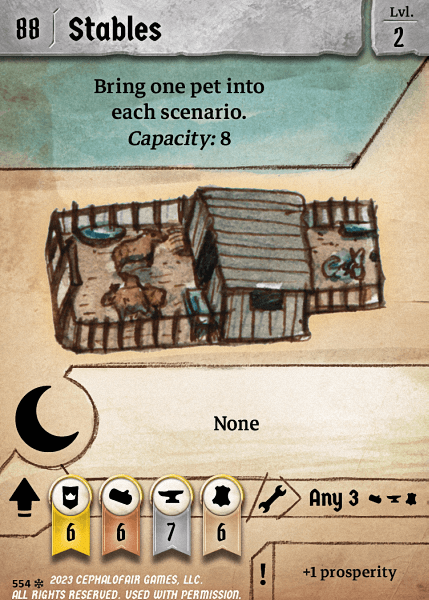 88 Stables
Lvl.
2
Bring one pet into
each scenario.
Capacity: 8
None
6 6 7 6 Any 3
! +1 prosperity
554 ✻ 2023 CEPHALOFAIR GAMES, LLC.
ALL RIGHTS RESERVED. USED WITH PERMISSION.